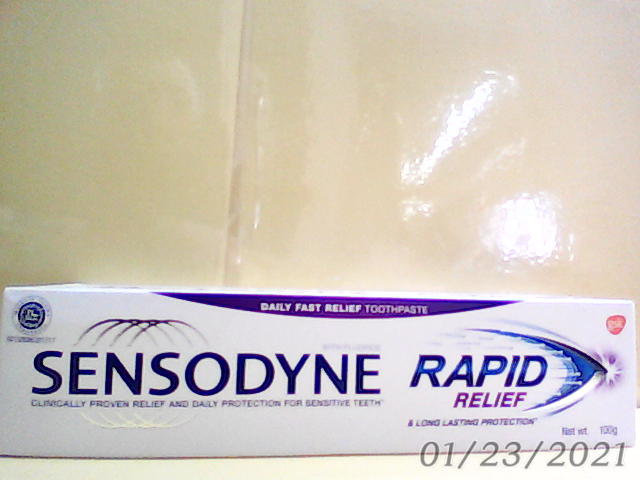 DAILY FAST RELIEF TOOTHPASTE
WITH FLUORIDE
SENSODYNE
CLINICALLY PROVEN RELIEF AND DAILY PROTECTION FOR SENSITIVE TEETH
RAPID
RELIEF
& LONG LASTING PROTECTION
gsk
Net wt. 100g
01/23/2021